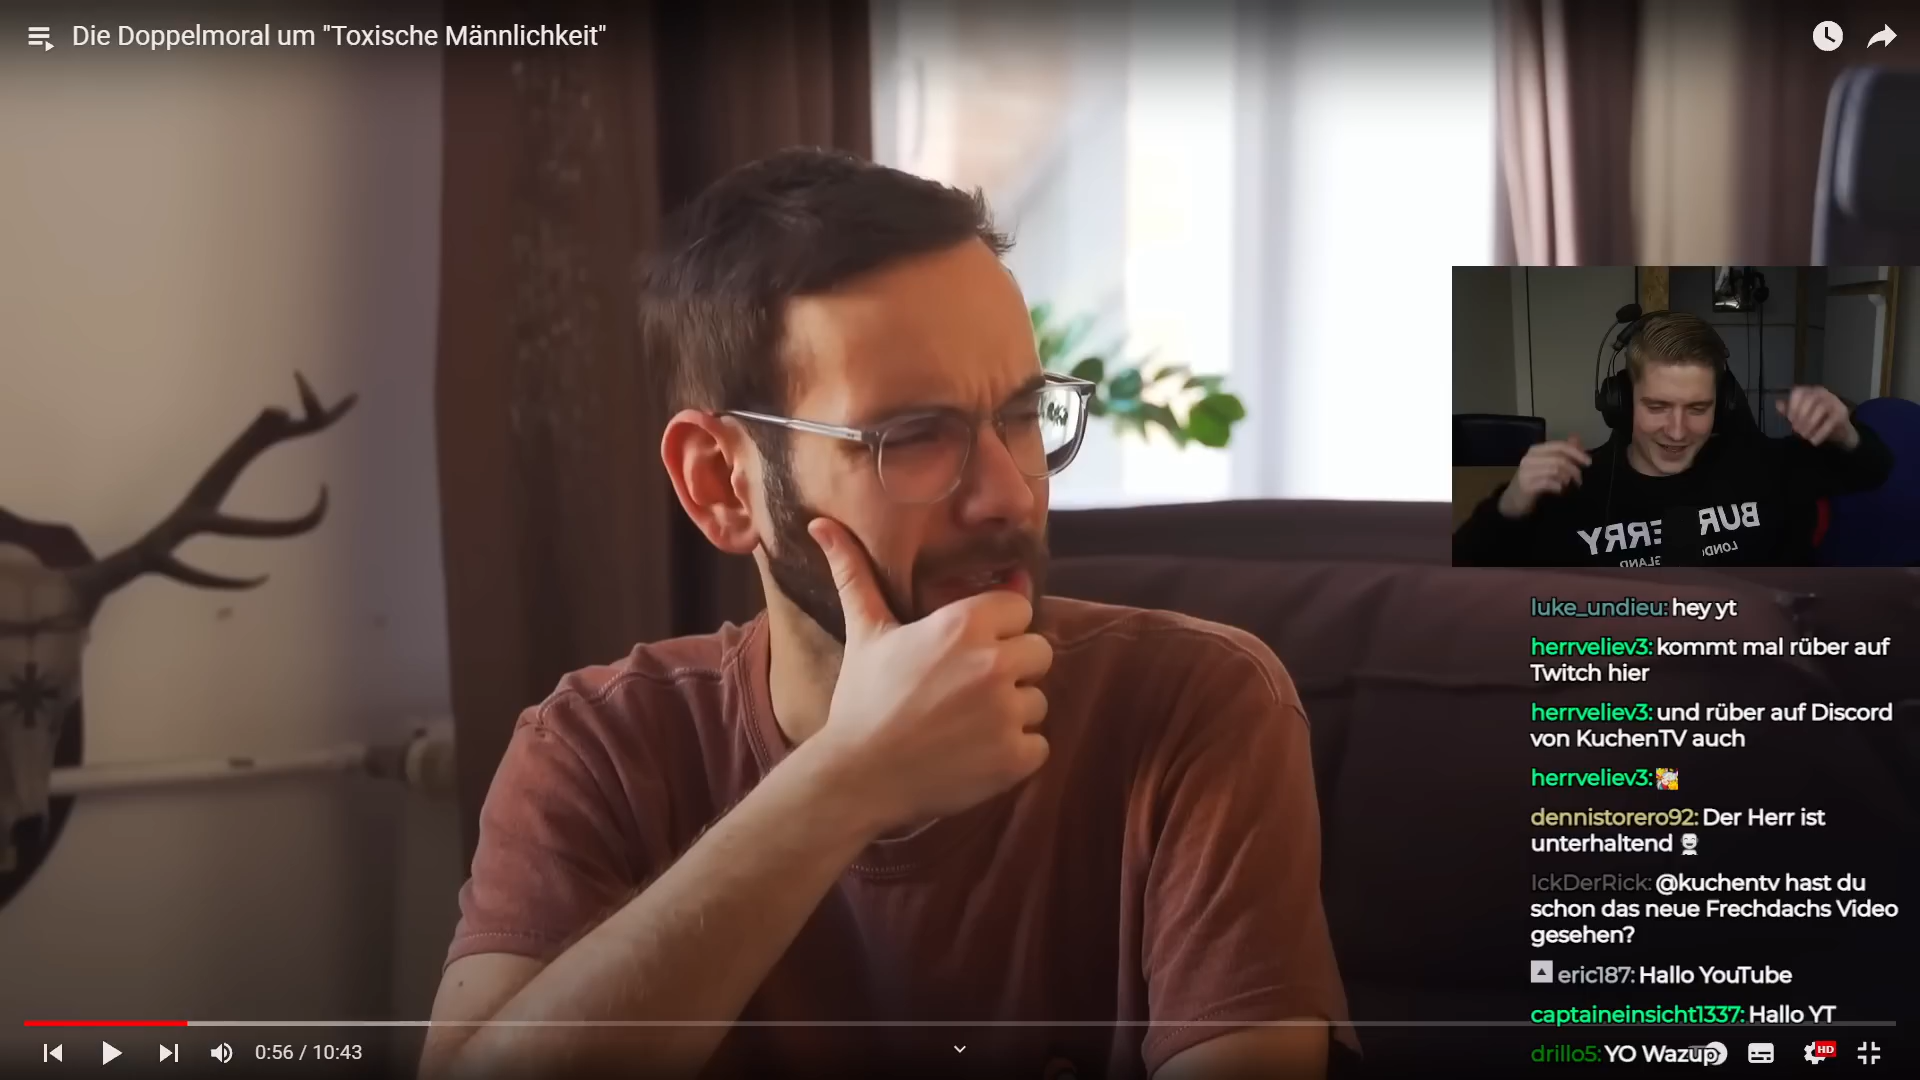 Die Doppelmoral um "Toxische Männlichkeit"
luke_undieu: hey yt
herrveliev3: kommt mal rüber auf
Twitch hier
herrveliev3: und rüber auf Discord
von KuchenTV auch
herrveliev3:
dennistorero92: Der Herr ist
unterhaltend
IckDerRick: @kuchentv hast du
schon das neue Frechdachs Video
gesehen?
eric187: Hallo YouTube
captaineinsicht1337: Hallo YT
drillo5: YO Wazup
0:56 / 10:43
HD